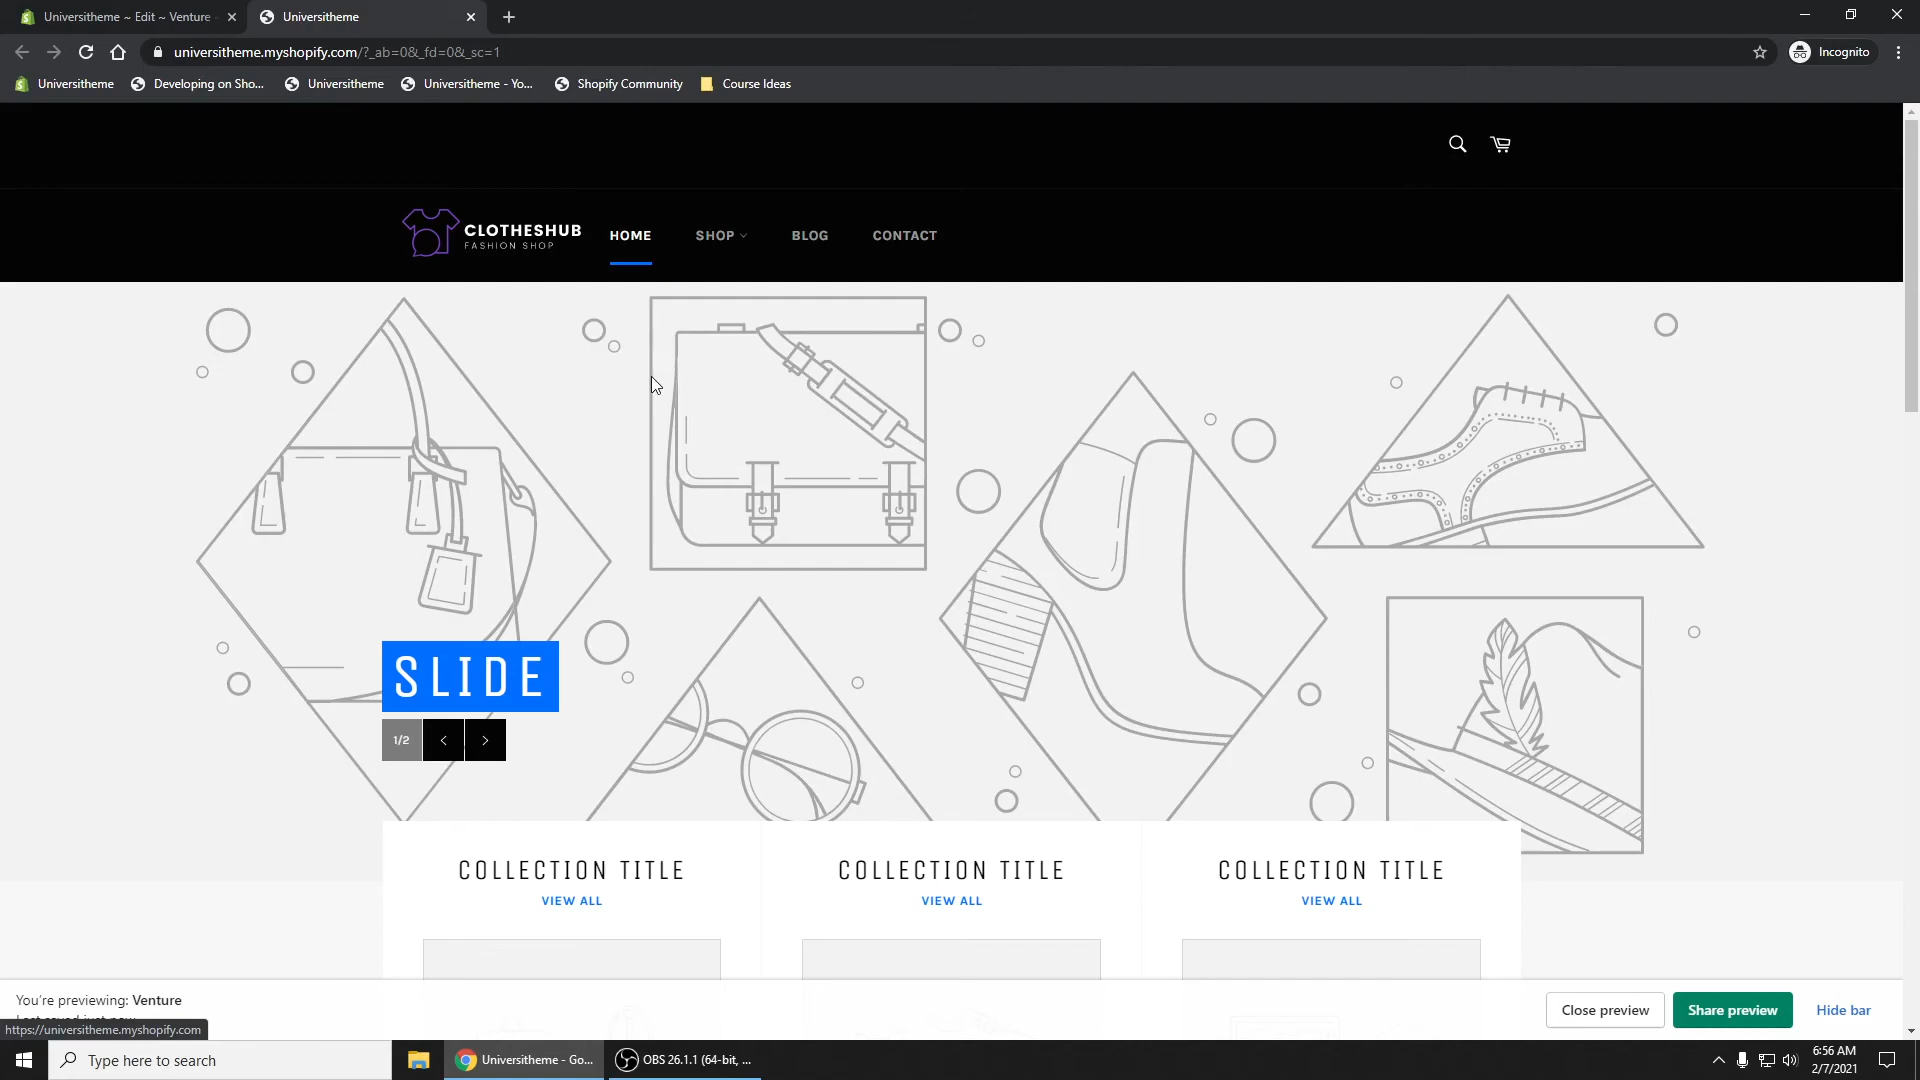 Universitheme ~ Edit ~ Venture
Universitheme
universitheme.myshopify.com/?_ab=0&_fd=0&_sc=1
Incognito
Universitheme
Developing on Sho...
Universitheme
Universitheme - Yo...
Shopify Community
Course Ideas
CLOTHESHUB
FASHION SHOP
HOME
SHOP
BLOG
CONTACT
SLIDE
1/2
COLLECTION TITLE
COLLECTION TITLE
COLLECTION TITLE
VIEW ALL
VIEW ALL
VIEW ALL
You're previewing: Venture
Close preview
Share preview
Hide bar
https://universitheme.myshopify.com
Type here to search
Universitheme - Go...
OBS 26.1.1 (64-bit, ...
6:56 AM
2/7/2021